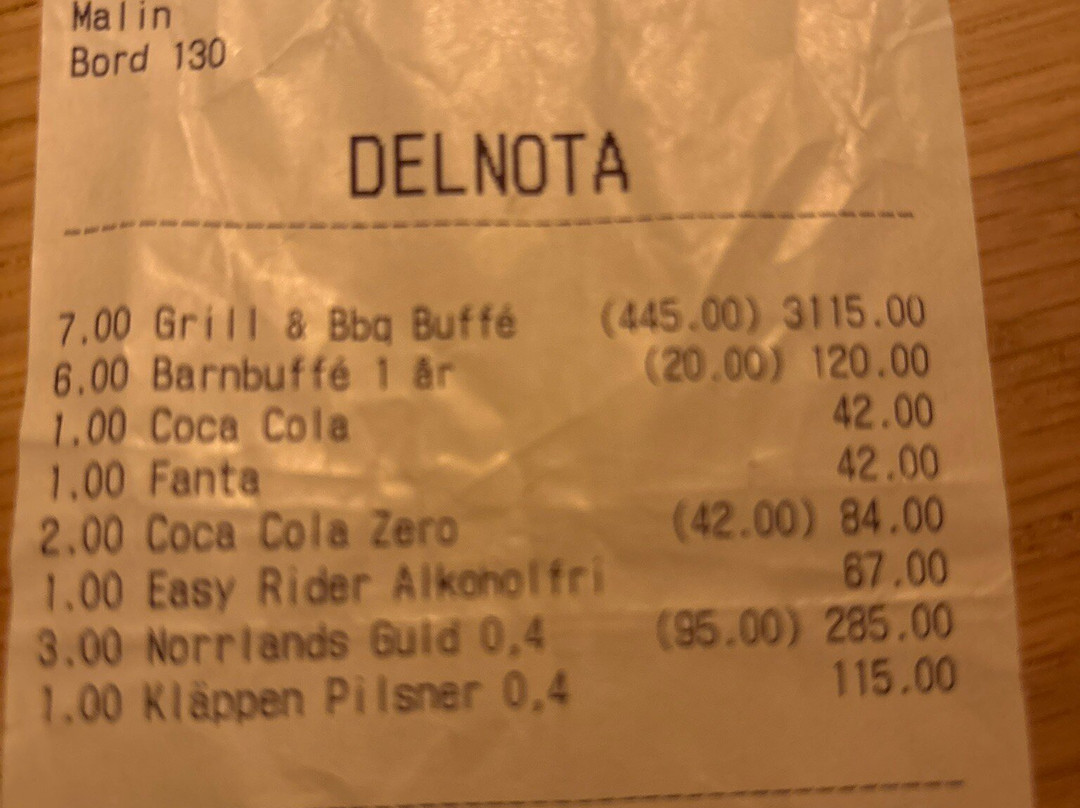 Malin
Bord 130
DELNOTA
7.00 Grill & Bbq Buffé (445.00) 3115.00
6.00 Barnbuffé 1 år (20.00) 120.00
1.00 Coca Cola 42.00
1.00 Fanta 42.00
2.00 Coca Cola Zero (42.00) 84.00
1.00 Easy Rider Alkoholfri 67.00
3.00 Norrlands Guld 0,4 (95.00) 285.00
1.00 Kläppen Pilsner 0,4 115.00